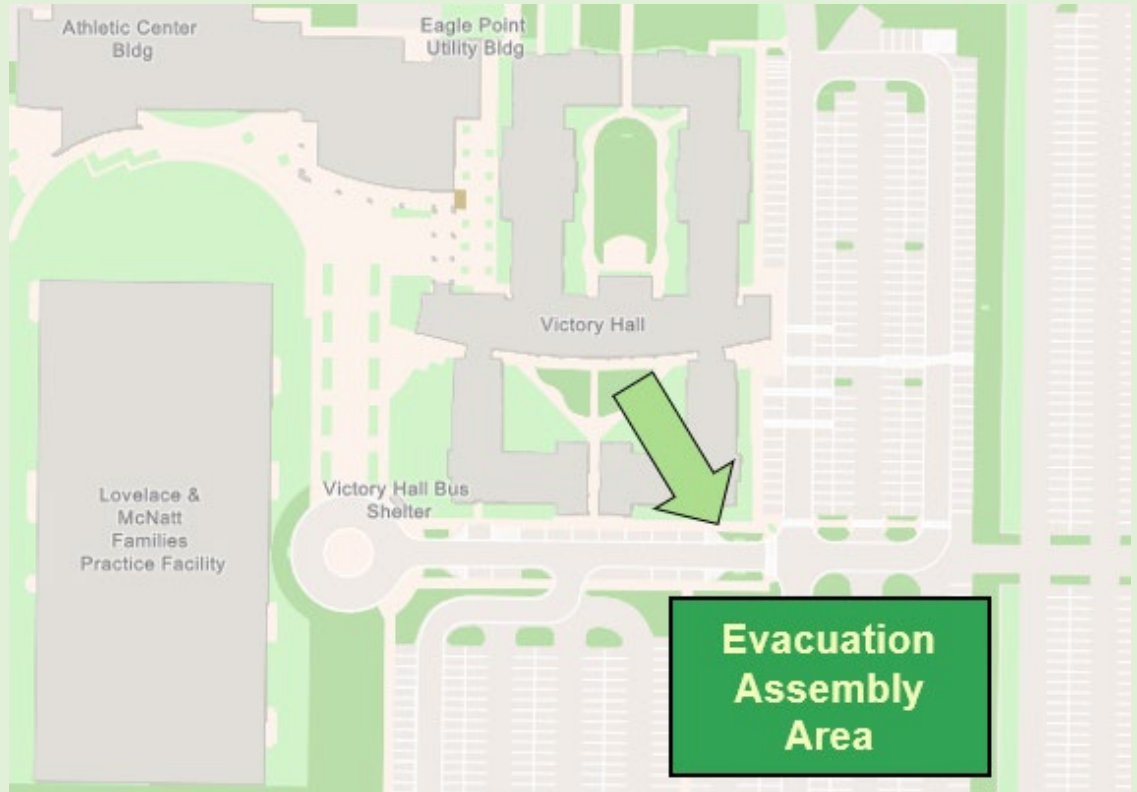 Athletic Center
Bldg
Eagle Point
Utility Bldg
Victory Hall
Victory Hall Bus
Shelter
Lovelace &
McNatt
Families
Practice Facility
Evacuation
Assembly
Area